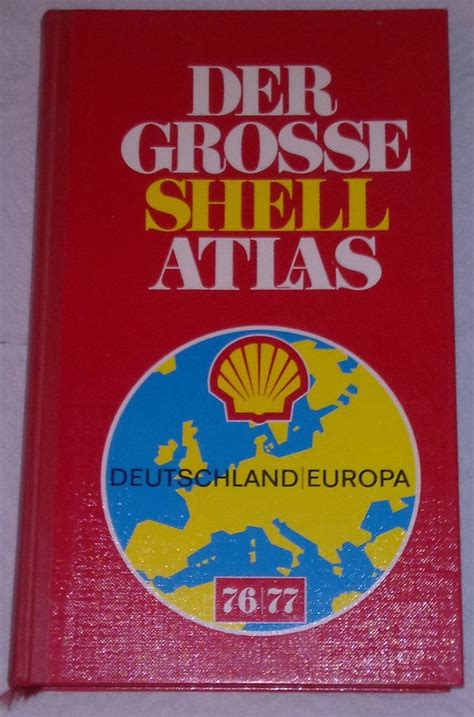 DER
GROSSE
SHELL
ATLAS
DEUTSCHLAND|EUROPA
76|77